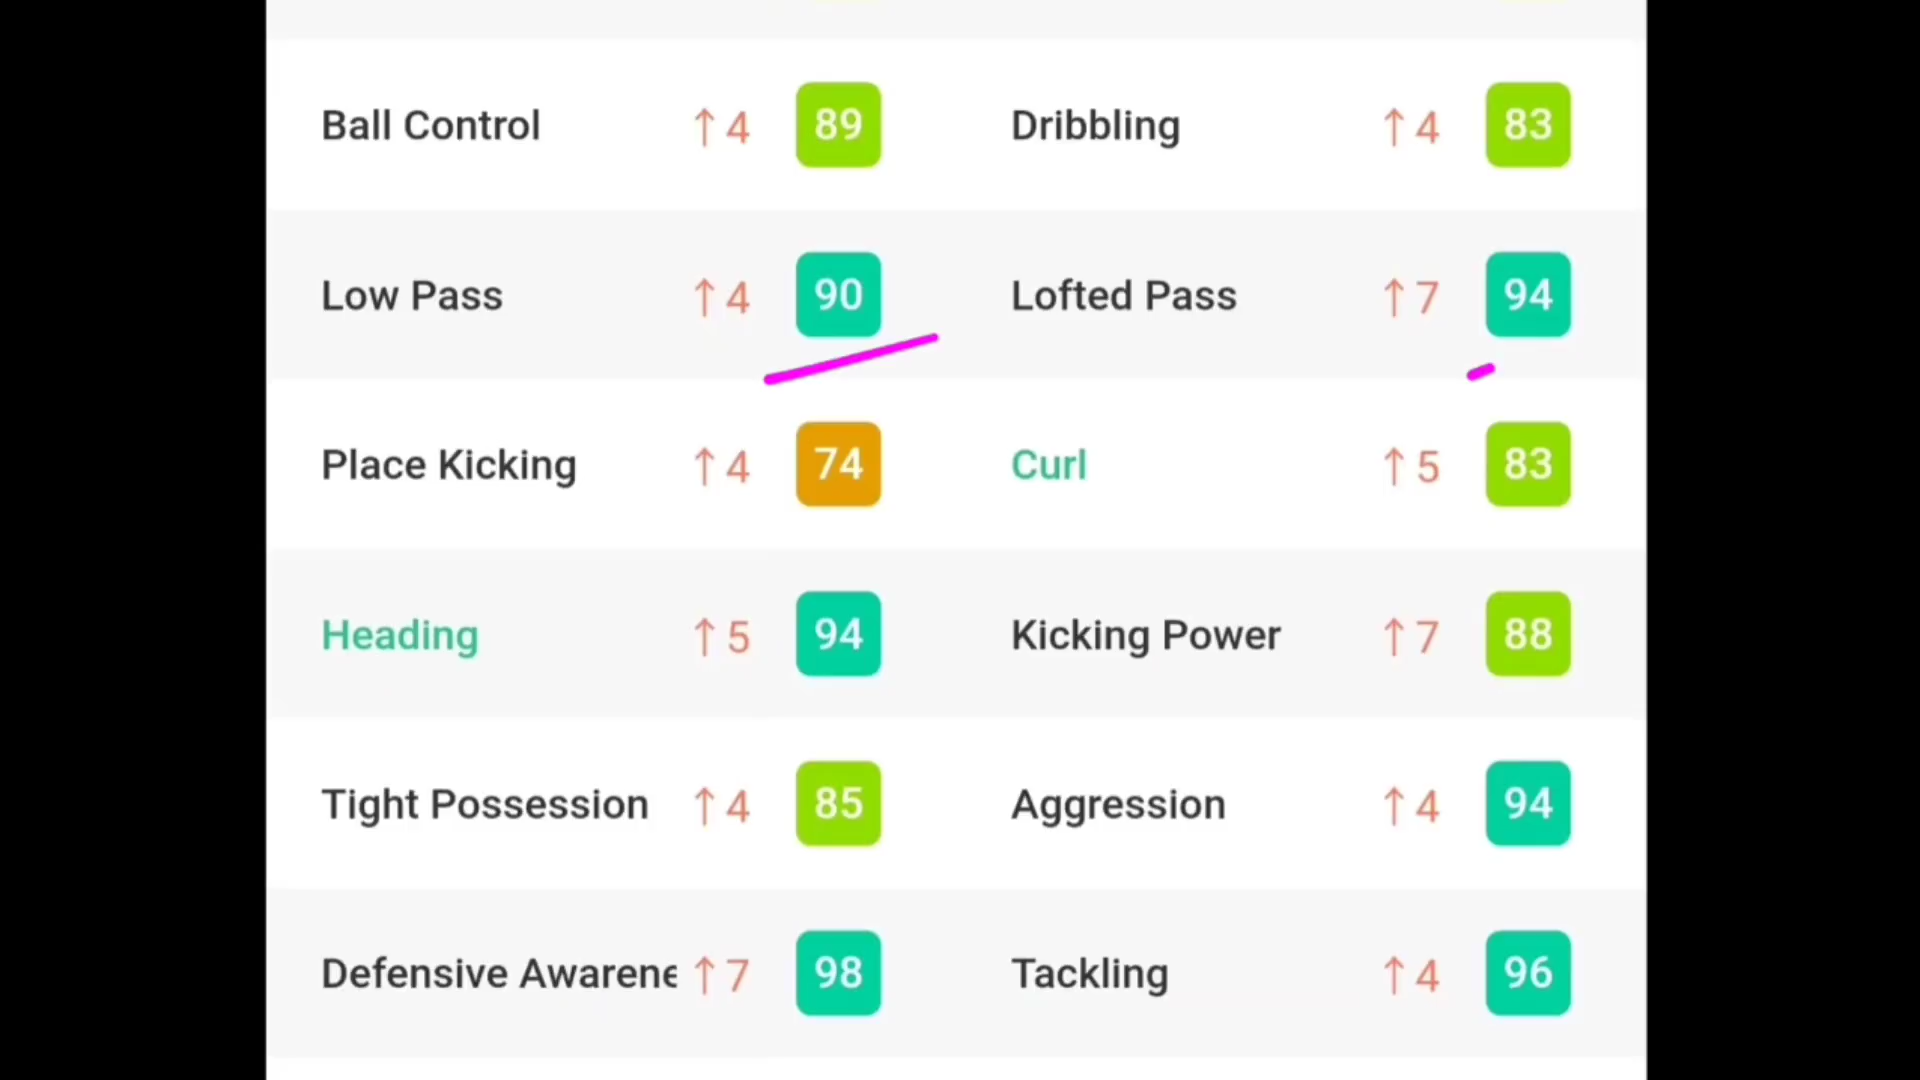 Ball Control ↑4 89 Dribbling ↑4 83
Low Pass ↑4 90 Lofted Pass ↑7 94
Place Kicking ↑4 74 Curl ↑5 83
Heading ↑5 94 Kicking Power ↑7 88
Tight Possession ↑4 85 Aggression ↑4 94
Defensive Awarene ↑7 98 Tackling ↑4 96